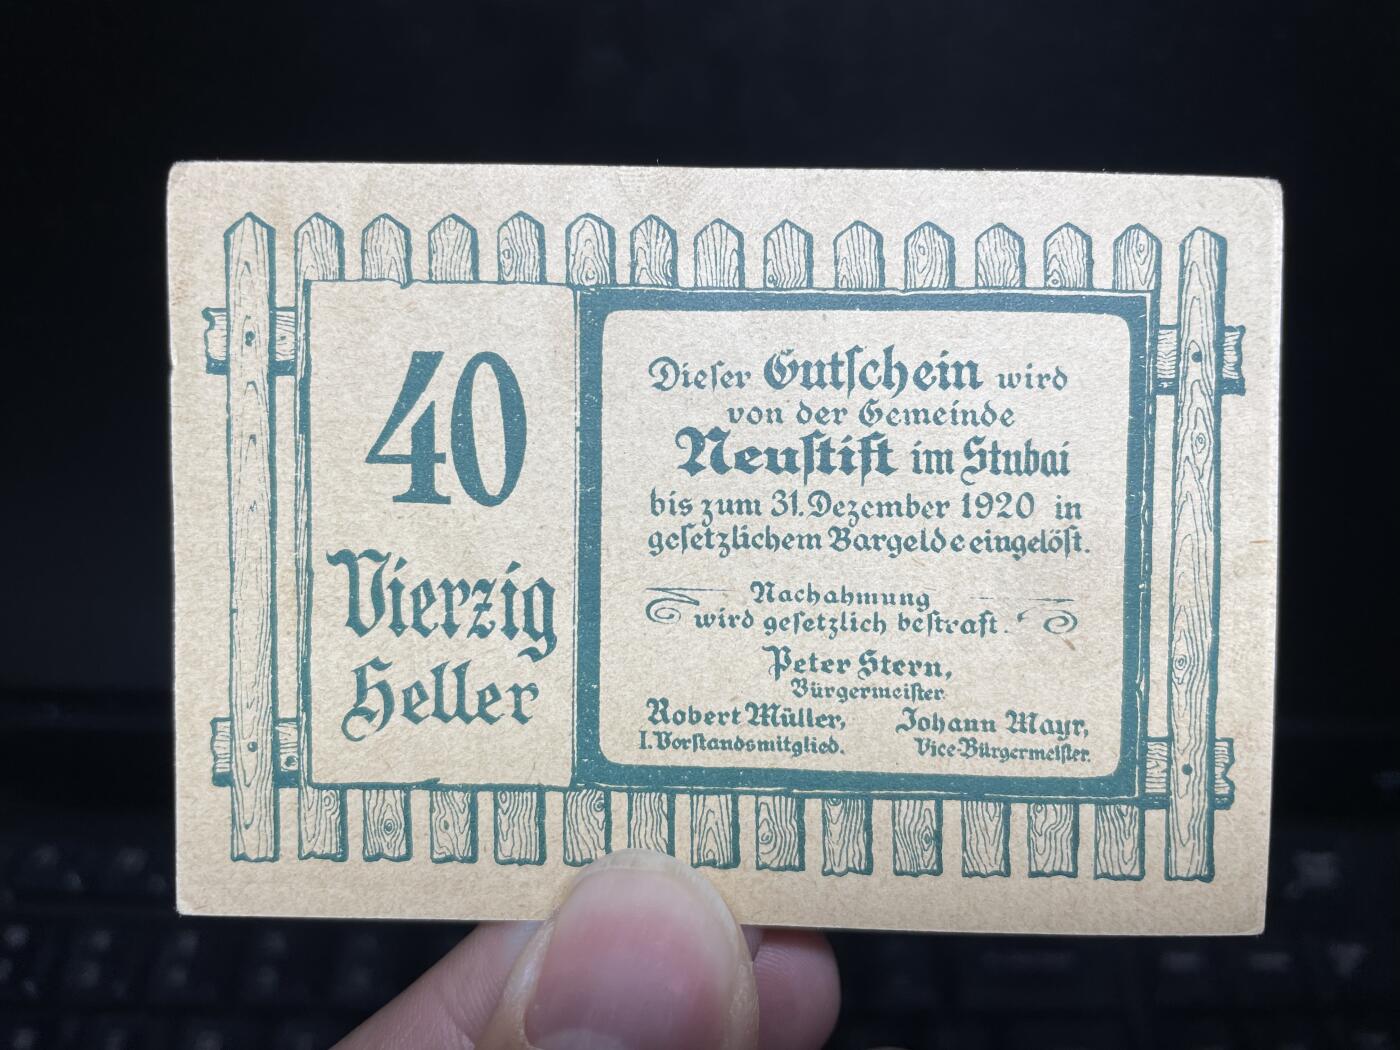 40
Vierzig
Heller
Dieser Gutschein wird
von der Gemeinde
Neustift im Stubai
bis zum 31. Dezember 1920 in
gesetzlichem Bargelde eingelöst.
Nachahmung
wird gesetzlich bestraft.
Peter Stern,
Bürgermeister
Robert Müller,
I. Vorstandsmitglied.
Johann Mayr,
Vice-Bürgermeister.